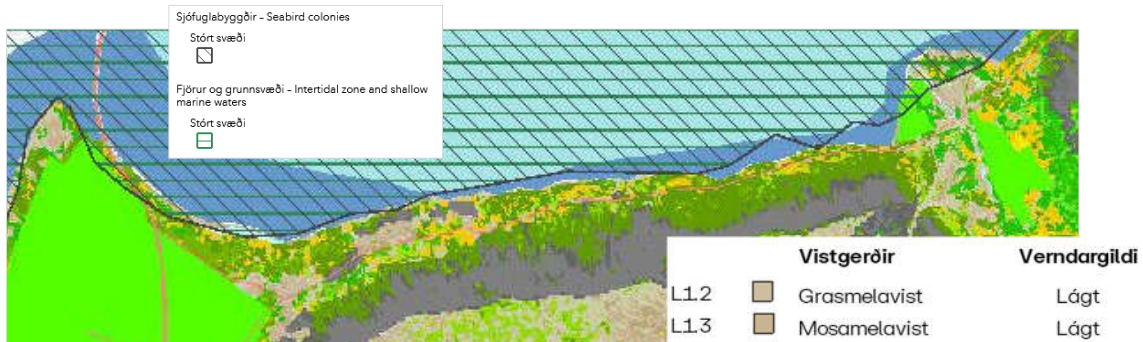 Sjófuglabyggðir – Seabird colonies
Stórt svæði
Fjörur og grunnsvæði – Intertidal zone and shallow
marine waters
Stórt svæði
Vistgerðir Verndargildi
L1.2 Grasmelavist Lágt
L1.3 Mosamelavist Lágt